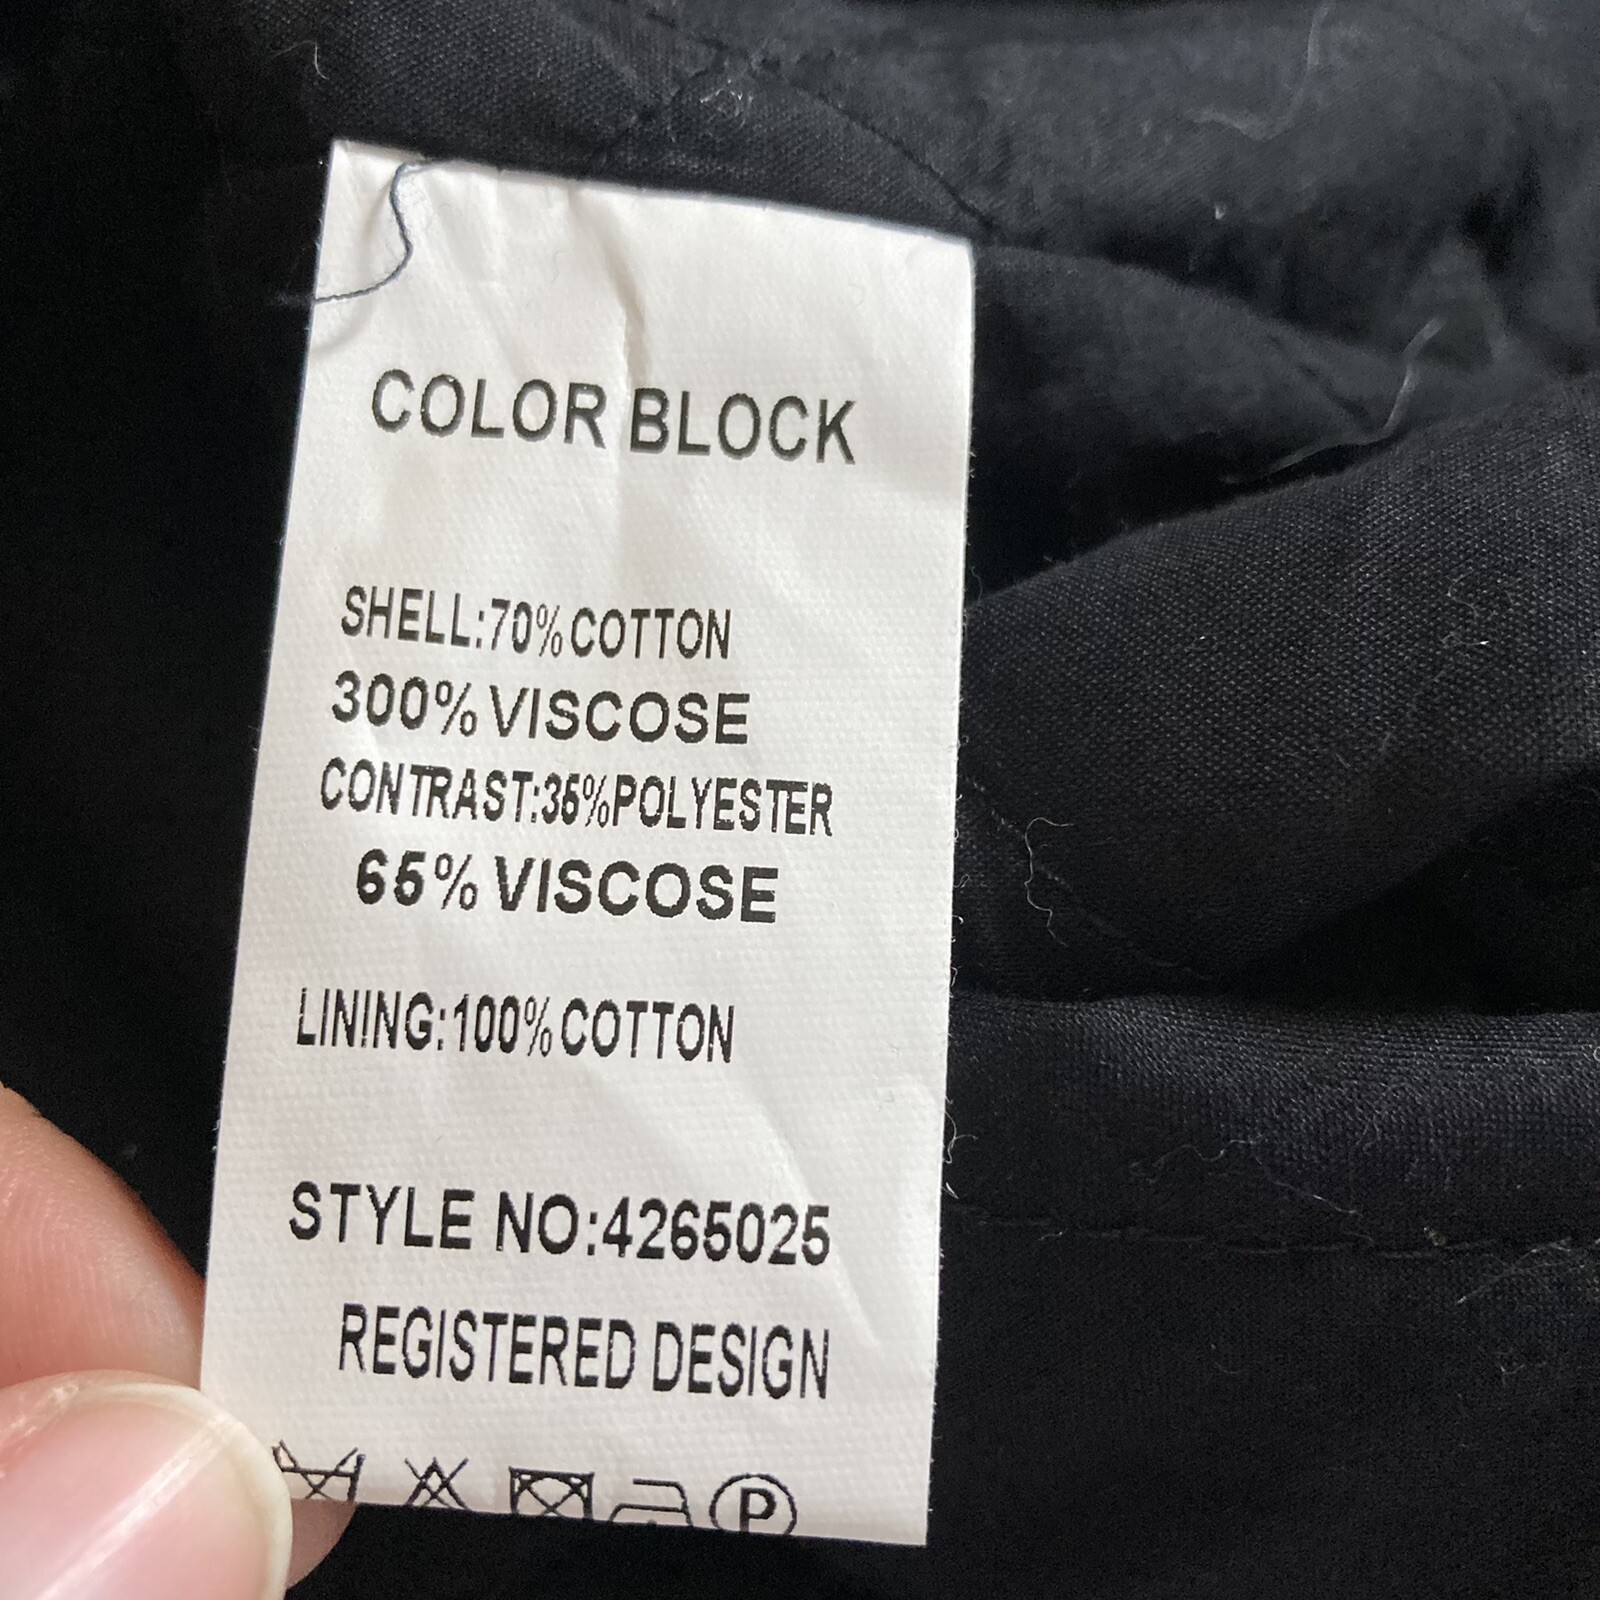 COLOR BLOCK
SHELL:70%COTTON
300%VISCOSE
CONTRAST:35%POLYESTER
65%VISCOSE
LINING:100%COTTON
STYLE NO:4265025
REGISTERED DESIGN
P